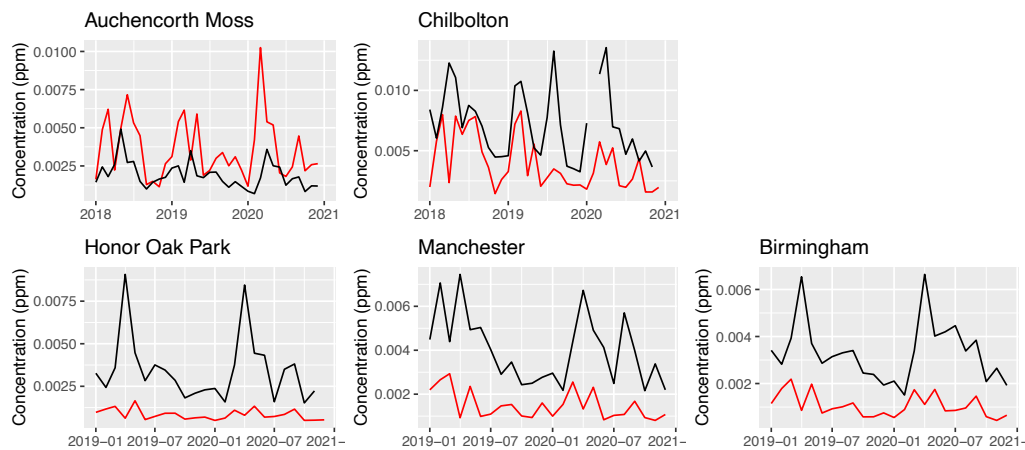 Auchencorth Moss
Concentration (ppm)
0.0100
0.0075
0.0050
0.0025
2018 2019 2020 2021
Chilbolton
Concentration (ppm)
0.010
0.005
2018 2019 2020 2021
Honor Oak Park
Concentration (ppm)
0.0075
0.0050
0.0025
2019–01 2019–07 2020–01 2020–07 2021–
Manchester
Concentration (ppm)
0.006
0.004
0.002
2019–01 2019–07 2020–01 2020–07 2021–
Birmingham
Concentration (ppm)
0.006
0.004
0.002
2019–01 2019–07 2020–01 2020–07 2021–